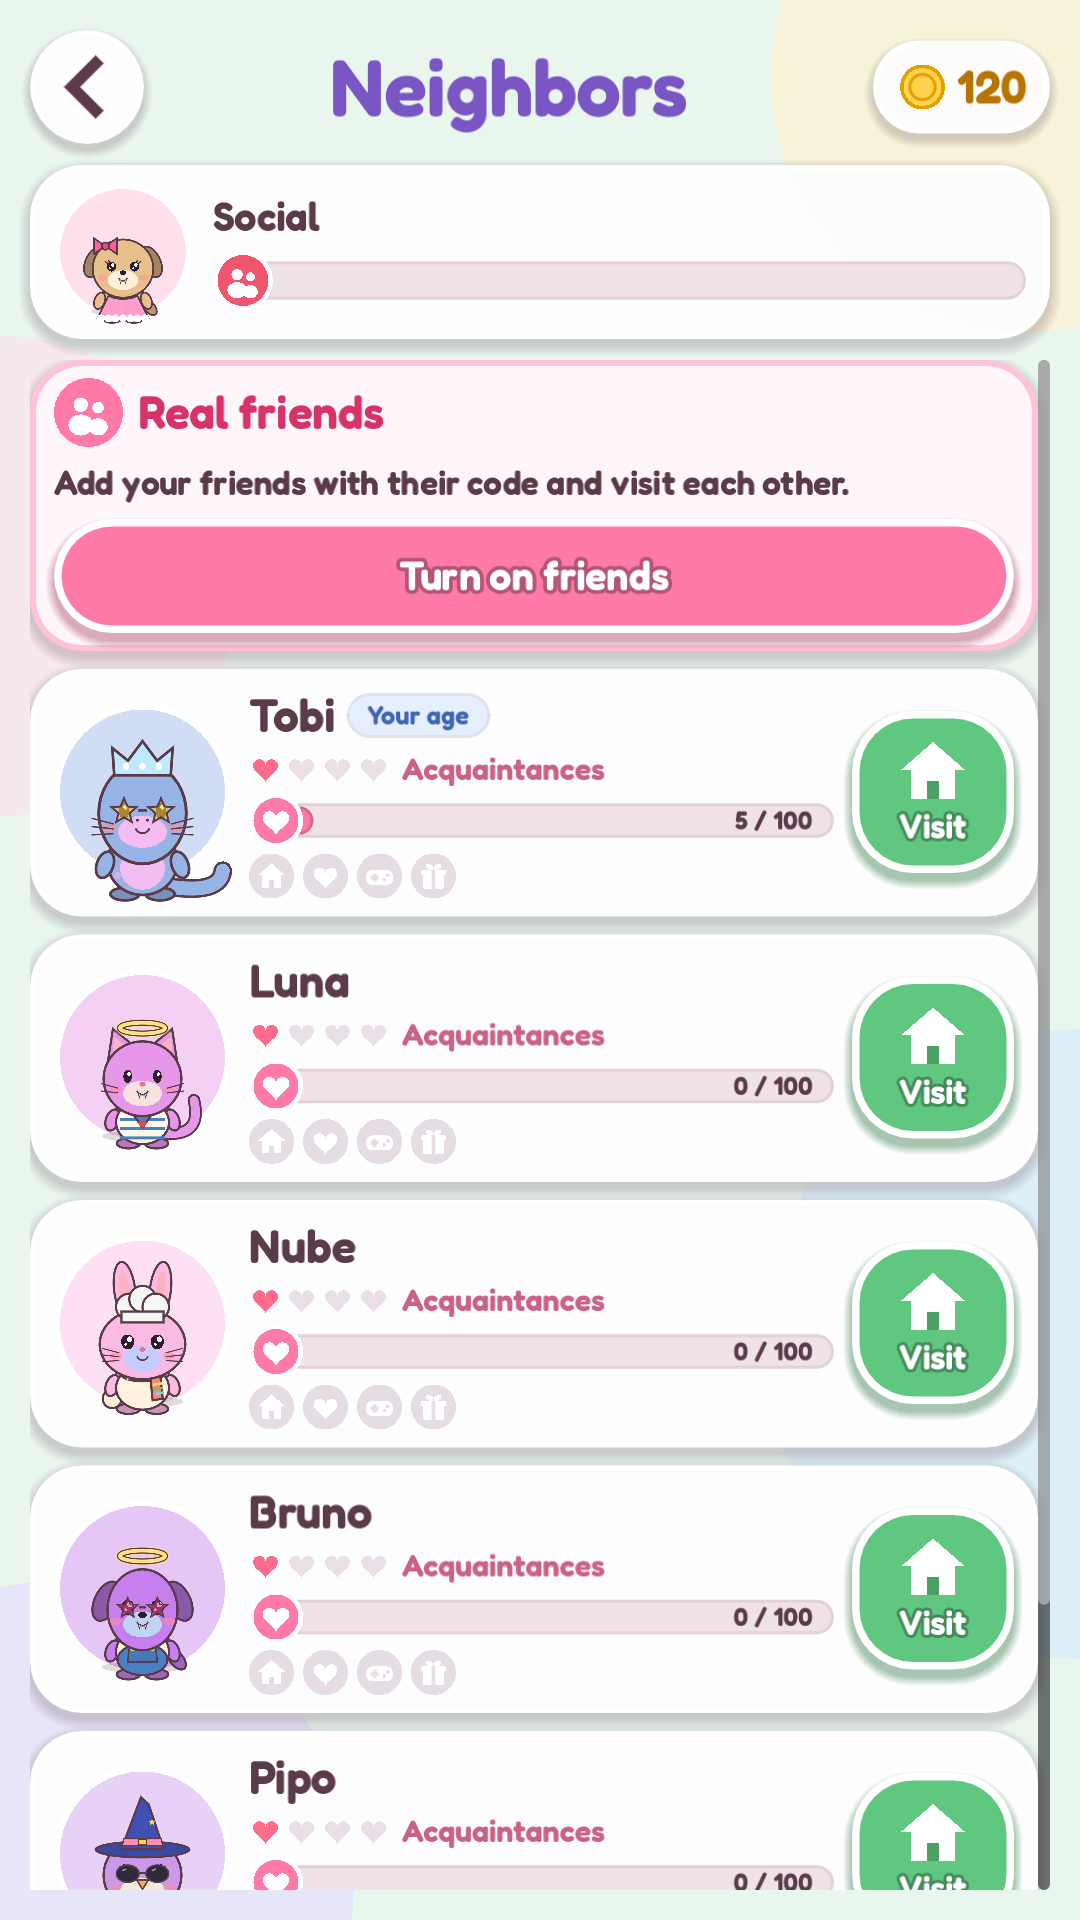 Neighbors
120
Social
Real friends
Add your friends with their code and visit each other.
Turn on friends
Tobi
Your age
Acquaintances
5 / 100
Visit
Luna
Acquaintances
0 / 100
Visit
Nube
Acquaintances
0 / 100
Visit
Bruno
Acquaintances
0 / 100
Visit
Pipo
Acquaintances
0 / 100
Visit